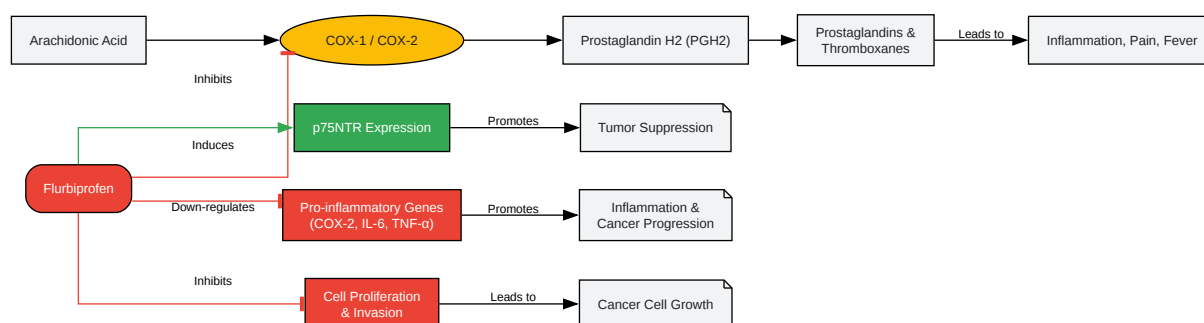 Arachidonic Acid
COX-1 / COX-2
Prostaglandin H2 (PGH2)
Prostaglandins &
Thromboxanes
Leads to
Inflammation, Pain, Fever
Inhibits
p75NTR Expression
Promotes
Tumor Suppression
Induces
Flurbiprofen
Down-regulates
Pro-inflammatory Genes
(COX-2, IL-6, TNF-α)
Promotes
Inflammation &
Cancer Progression
Inhibits
Cell Proliferation
& Invasion
Leads to
Cancer Cell Growth